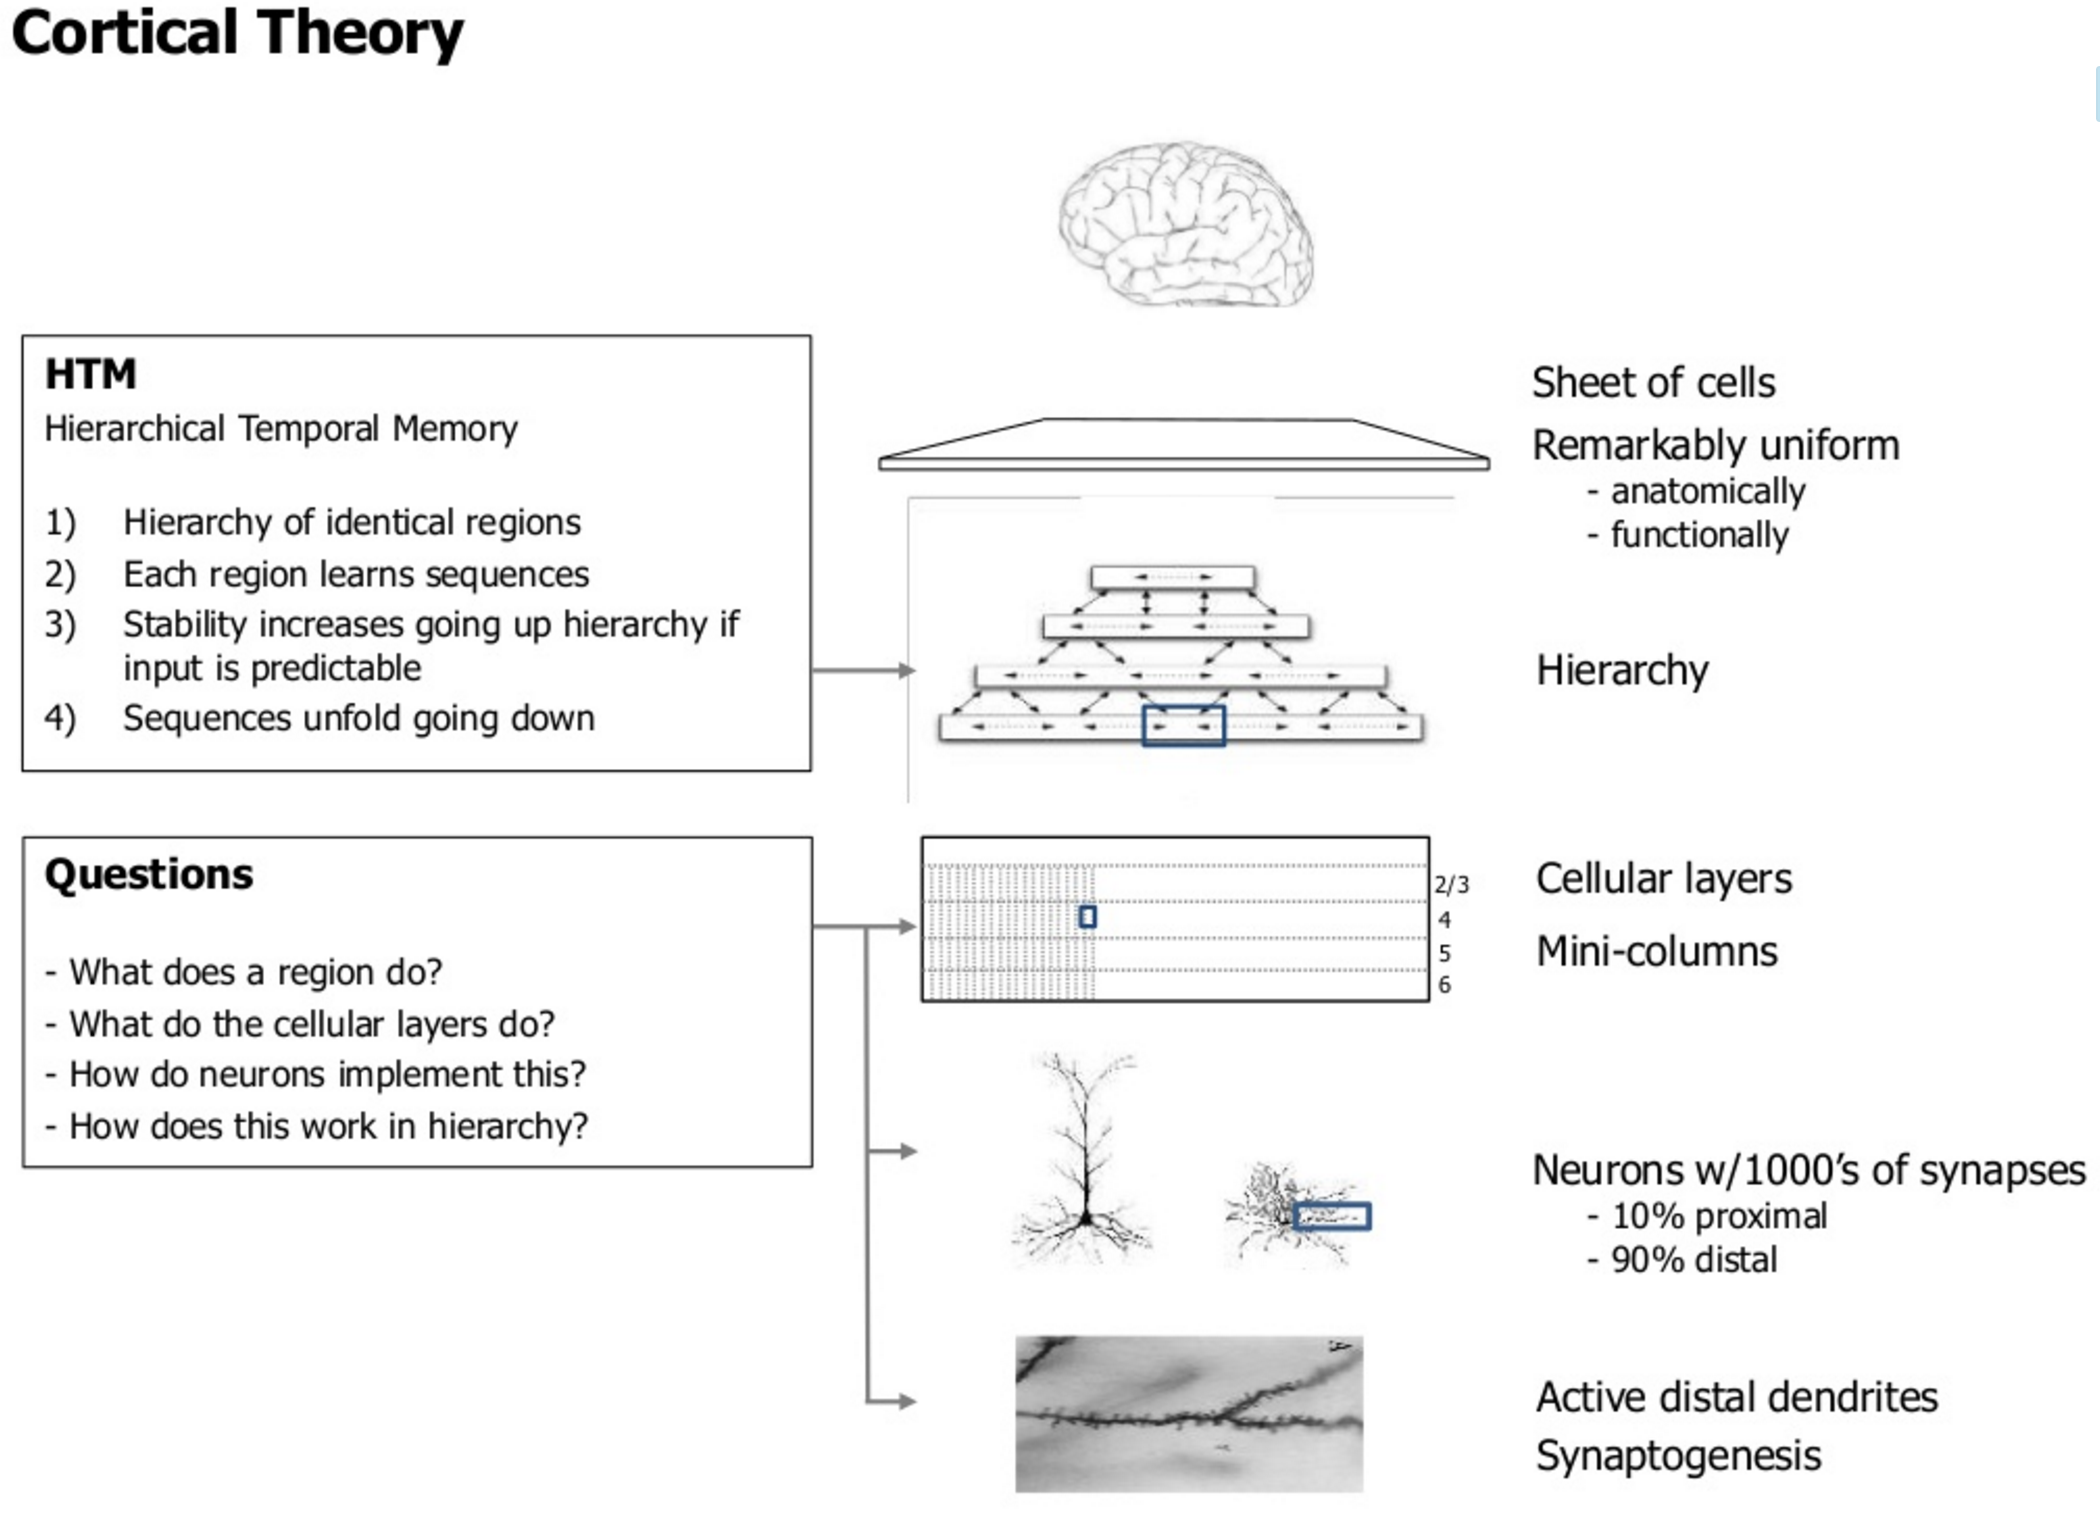 Cortical Theory
HTM
Hierarchical Temporal Memory
1) Hierarchy of identical regions
2) Each region learns sequences
3) Stability increases going up hierarchy if
input is predictable
4) Sequences unfold going down
Sheet of cells
Remarkably uniform
- anatomically
- functionally
Hierarchy
Questions
- What does a region do?
- What do the cellular layers do?
- How do neurons implement this?
- How does this work in hierarchy?
2/3
4
5
6
Cellular layers
Mini-columns
Neurons w/1000’s of synapses
- 10% proximal
- 90% distal
Active distal dendrites
Synaptogenesis